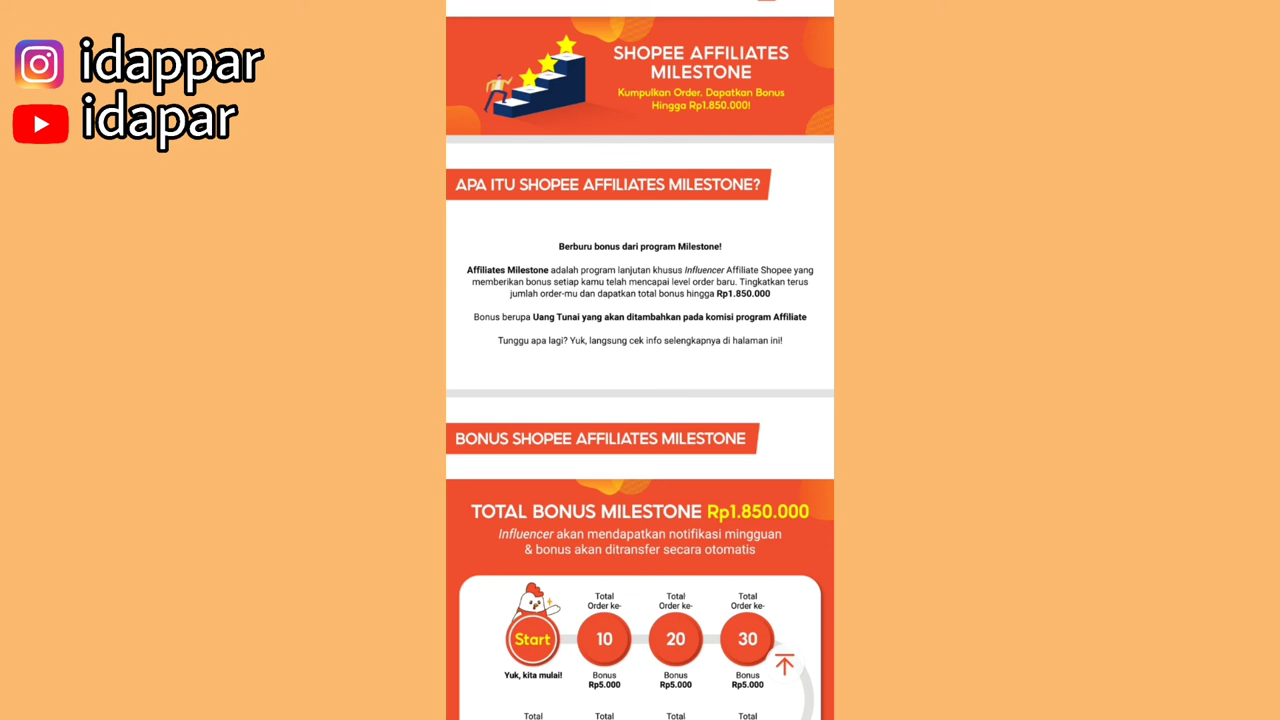 idappar
idapar
SHOPEE AFFILIATES
MILESTONE
Kumpulkan Order, Dapatkan Bonus
Hingga Rp1.850.000!
APA ITU SHOPEE AFFILIATES MILESTONE?
Berburu bonus dari program Milestone!
Affiliates Milestone adalah program lanjutan khusus Influencer Affiliate Shopee yang
memberikan bonus setiap kamu telah mencapai level order baru. Tingkatkan terus
jumlah order-mu dan dapatkan total bonus hingga Rp1.850.000
Bonus berupa Uang Tunai yang akan ditambahkan pada komisi program Affiliate
Tunggu apa lagi? Yuk, langsung cek info selengkapnya di halaman ini!
BONUS SHOPEE AFFILIATES MILESTONE
TOTAL BONUS MILESTONE Rp1.850.000
Influencer akan mendapatkan notifikasi mingguan
& bonus akan ditransfer secara otomatis
Total Total Total
Order ke- Order ke- Order ke-
Start 10 20 30
Yuk, kita mulai! Bonus Bonus Bonus
Rp5.000 Rp5.000 Rp5.000
Total Total Total Total